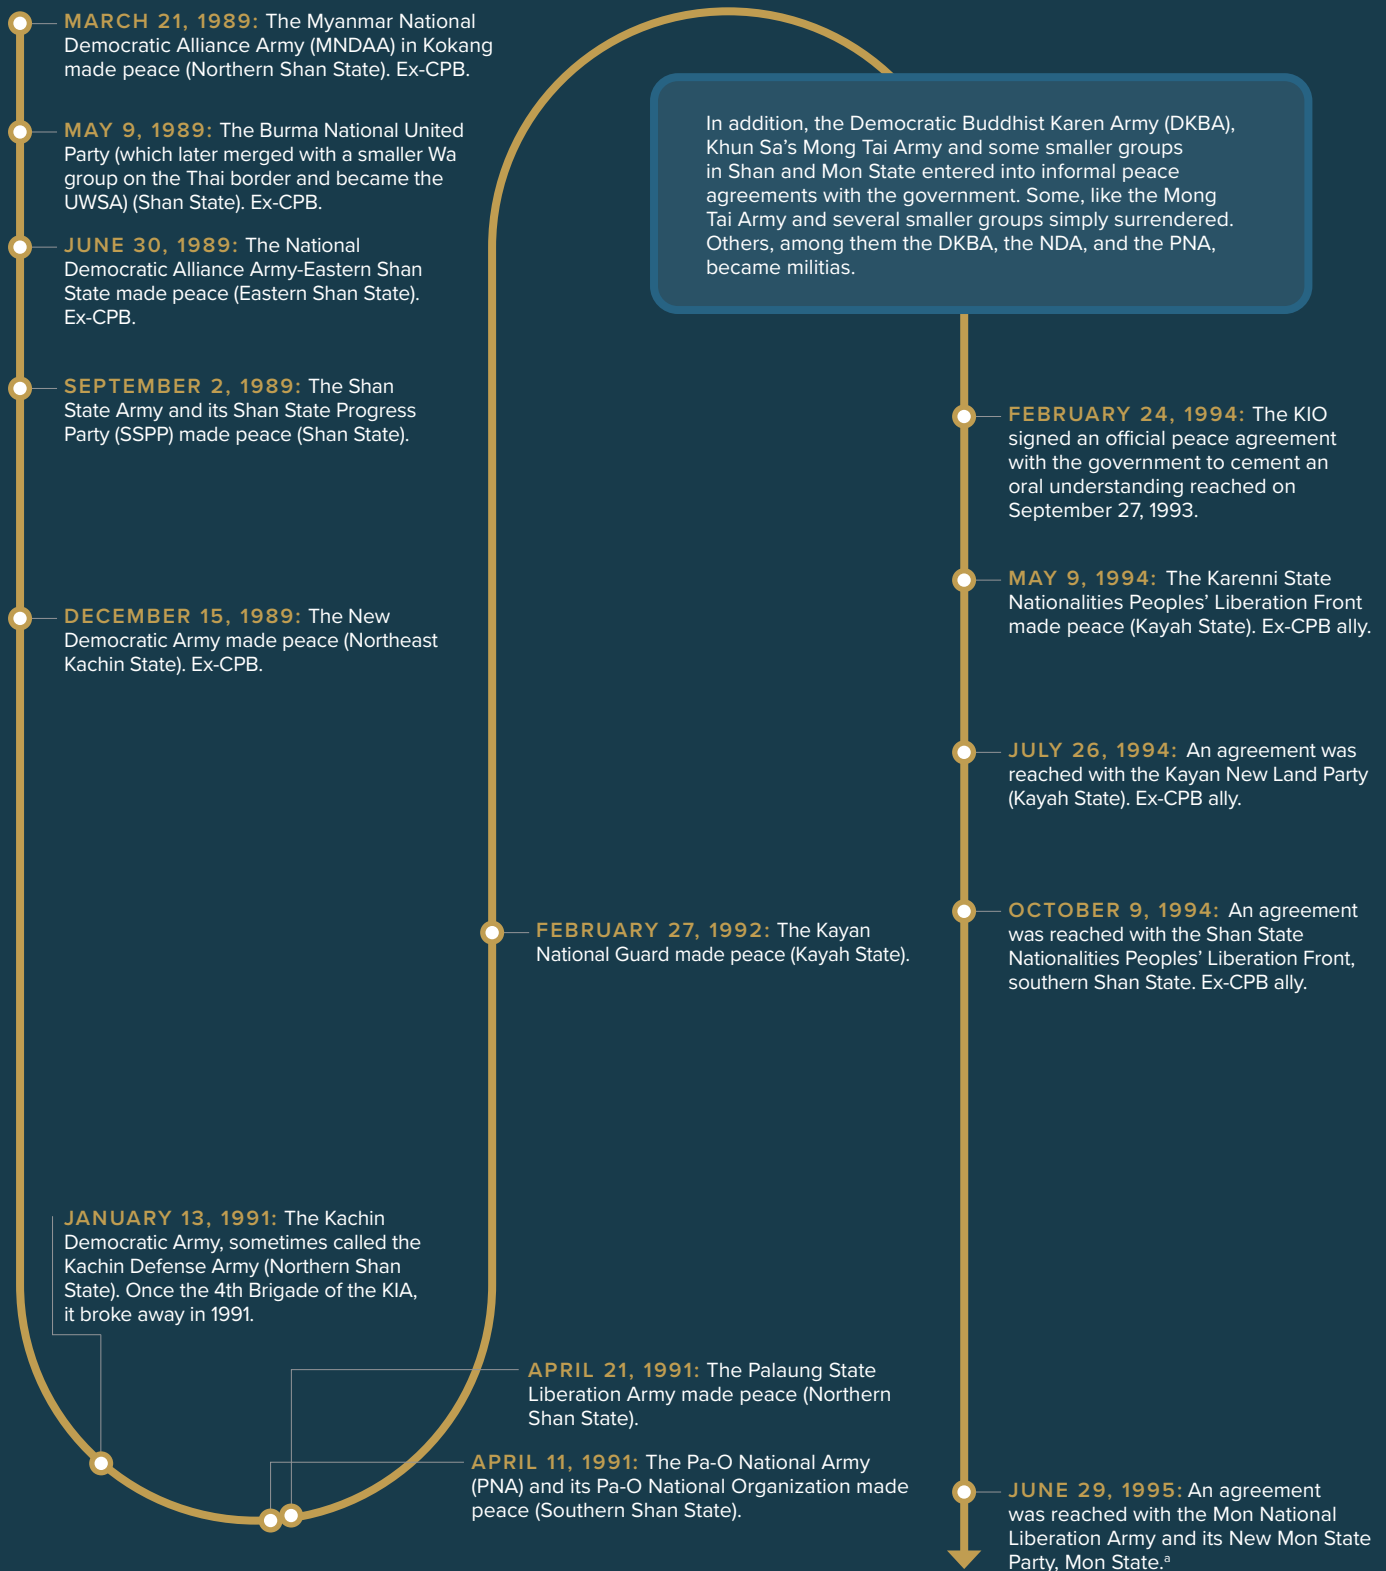 MARCH 21, 1989: The Myanmar National
Democratic Alliance Army (MNDAA) in Kokang
made peace (Northern Shan State). Ex-CPB.
MAY 9, 1989: The Burma National United
Party (which later merged with a smaller Wa
group on the Thai border and became the
UWSA) (Shan State). Ex-CPB.
JUNE 30, 1989: The National
Democratic Alliance Army-Eastern Shan
State made peace (Eastern Shan State).
Ex-CPB.
SEPTEMBER 2, 1989: The Shan
State Army and its Shan State Progress
Party (SSPP) made peace (Shan State).
DECEMBER 15, 1989: The New
Democratic Army made peace (Northeast
Kachin State). Ex-CPB.
JANUARY 13, 1991: The Kachin
Democratic Army, sometimes called the
Kachin Defense Army (Northern Shan
State). Once the 4th Brigade of the KIA,
it broke away in 1991.
APRIL 11, 1991: The Pa-O National Army
(PNA) and its Pa-O National Organization made
peace (Southern Shan State).
APRIL 21, 1991: The Palaung State
Liberation Army made peace (Northern
Shan State).
FEBRUARY 27, 1992: The Kayan
National Guard made peace (Kayah State).
In addition, the Democratic Buddhist Karen Army (DKBA),
Khun Sa’s Mong Tai Army and some smaller groups
in Shan and Mon State entered into informal peace
agreements with the government. Some, like the Mong
Tai Army and several smaller groups simply surrendered.
Others, among them the DKBA, the NDA, and the PNA,
became militias.
FEBRUARY 24, 1994: The KIO
signed an official peace agreement
with the government to cement an
oral understanding reached on
September 27, 1993.
MAY 9, 1994: The Karenni State
Nationalities Peoples’ Liberation Front
made peace (Kayah State). Ex-CPB ally.
JULY 26, 1994: An agreement was
reached with the Kayan New Land Party
(Kayah State). Ex-CPB ally.
OCTOBER 9, 1994: An agreement
was reached with the Shan State
Nationalities Peoples’ Liberation Front,
southern Shan State. Ex-CPB ally.
JUNE 29, 1995: An agreement
was reached with the Mon National
Liberation Army and its New Mon State
Party, Mon State.ª